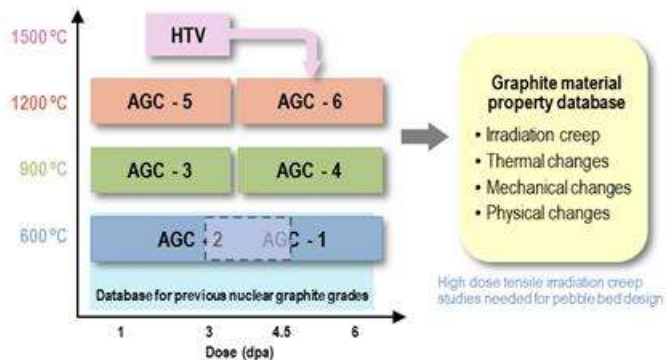 1500 °C
HTV
1200 °C
AGC - 5
AGC - 6
900 °C
AGC - 3
AGC - 4
600 °C
AGC - 2
AGC - 1
Database for previous nuclear graphite grades
1
3
4.5
6
Dose (dpa)
Graphite material
property database
• Irradiation creep
• Thermal changes
• Mechanical changes
• Physical changes
High dose tensile irradiation creep
studies needed for pebble bed design